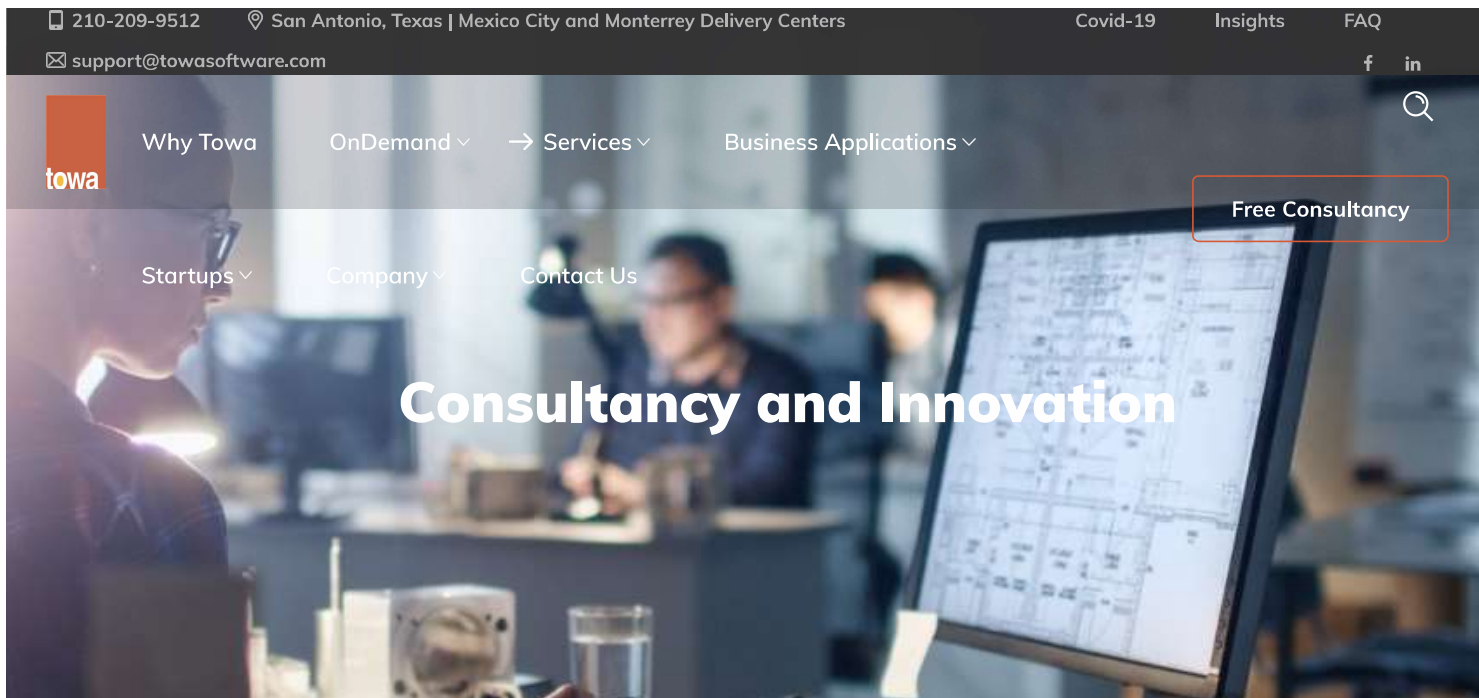 210-209-9512 San Antonio, Texas | Mexico City and Monterrey Delivery Centers Covid-19 Insights FAQ
support@towasoftware.com f in
towa Why Towa OnDemand → Services Business Applications
Free Consultancy
Startups Company Contact Us
Consultancy and Innovation